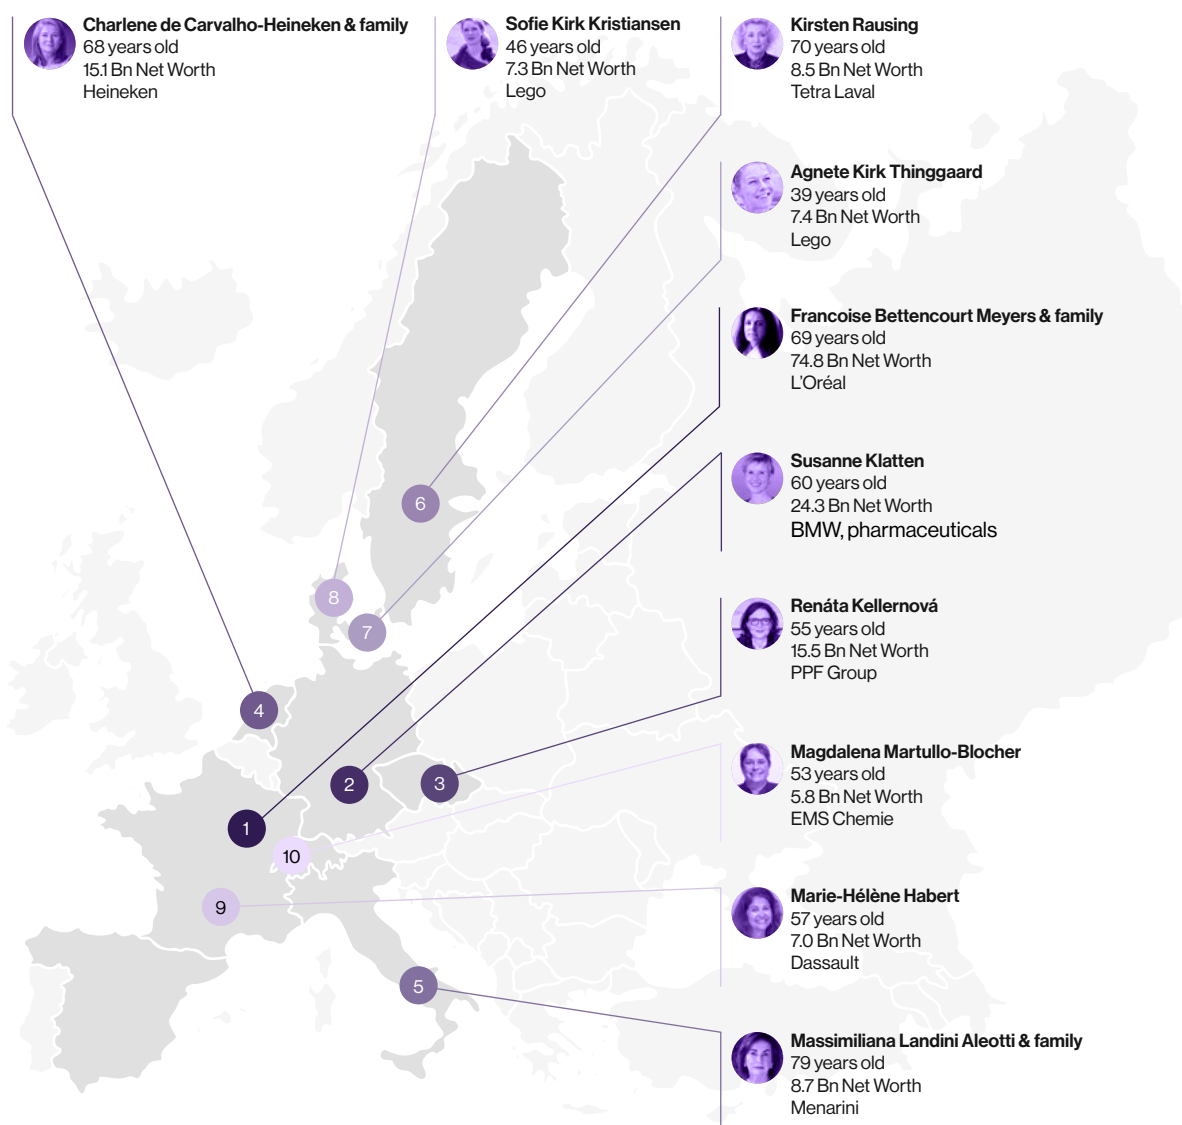 Charlene de Carvalho-Heineken & family
68 years old
15.1 Bn Net Worth
Heineken
Sofie Kirk Kristiansen
46 years old
7.3 Bn Net Worth
Lego
Kirsten Rausing
70 years old
8.5 Bn Net Worth
Tetra Laval
Agnete Kirk Thinggaard
39 years old
7.4 Bn Net Worth
Lego
Francoise Bettencourt Meyers & family
69 years old
74.8 Bn Net Worth
L'Oréal
Susanne Klatten
60 years old
24.3 Bn Net Worth
BMW, pharmaceuticals
Renáta Kellernová
55 years old
15.5 Bn Net Worth
PPF Group
Magdalena Martullo-Blocher
53 years old
5.8 Bn Net Worth
EMS Chemie
Marie-Hélène Habert
57 years old
7.0 Bn Net Worth
Dassault
Massimiliana Landini Aleotti & family
79 years old
8.7 Bn Net Worth
Menarini
6
8
7
4
2
3
1
10
9
5